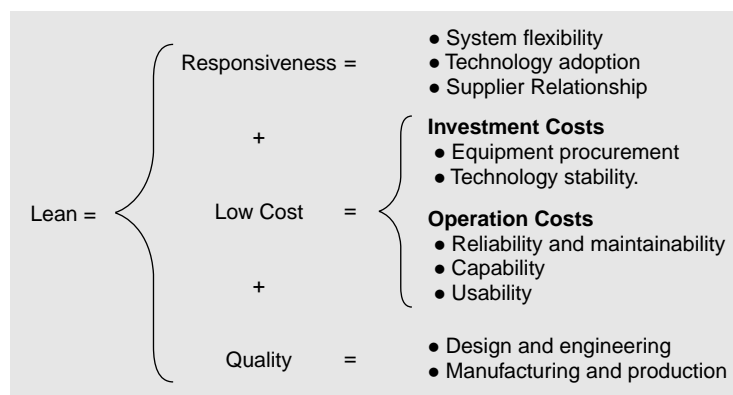 ● System flexibility
Responsiveness = ● Technology adoption
● Supplier Relationship
+
Investment Costs
● Equipment procurement
● Technology stability.
Lean = Low Cost =
Operation Costs
● Reliability and maintainability
● Capability
● Usability
+
Quality =
● Design and engineering
● Manufacturing and production